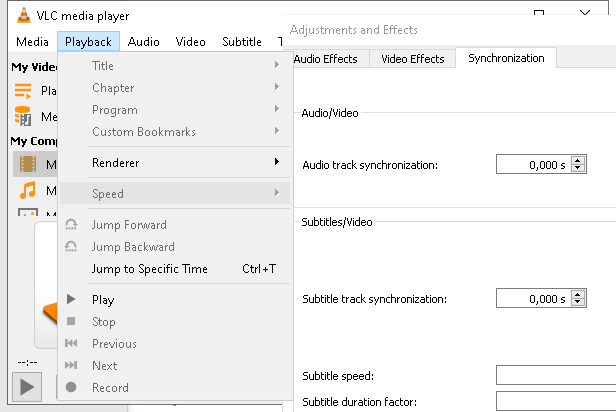 VLC media player
Media Playback Audio Video Subtitle
My Video
Pla
Me
My Comp
M
M
Title
Chapter
Program
Custom Bookmarks
Renderer
Speed
Jump Forward
Jump Backward
Jump to Specific Time Ctrl+T
Play
Stop
Previous
Next
Record
--:--
Adjustments and Effects
Audio Effects Video Effects Synchronization
Audio/Video
Audio track synchronization: 0,000 s
Subtitles/Video
Subtitle track synchronization: 0,000 s
Subtitle speed:
Subtitle duration factor: